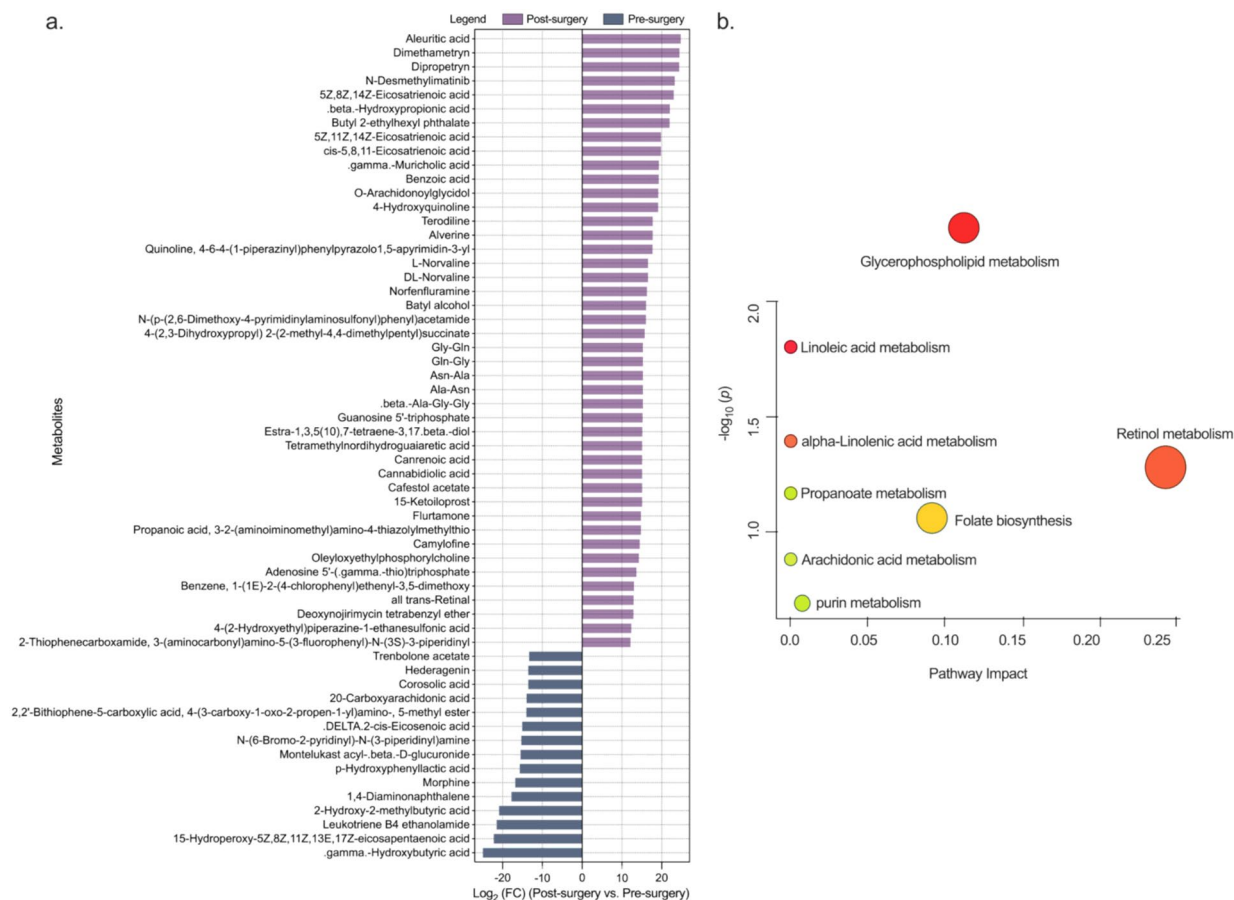 a.
Legend Post-surgery Pre-surgery
Aleuritic acid
Dimethametryn
Dipropetryn
N-Desmethylimatinib
5Z,8Z,14Z-Eicosatrienoic acid
.beta.-Hydroxypropionic acid
Butyl 2-ethylhexyl phthalate
5Z,11Z,14Z-Eicosatrienoic acid
cis-5,8,11-Eicosatrienoic acid
.gamma.-Muricholic acid
Benzoic acid
O-Arachidonoylglycidol
4-Hydroxyquinoline
Terodiline
Alverine
Quinoline, 4-6-4-(1-piperazinyl)phenylpyrazolo1,5-apyrimidin-3-yl
L-Norvaline
DL-Norvaline
Norfenfluramine
Batyl alcohol
N-(p-(2,6-Dimethoxy-4-pyrimidinylaminosulfonyl)phenyl)acetamide
4-(2,3-Dihydroxypropyl) 2-(2-methyl-4,4-dimethylpentyl)succinate
Gly-Gln
Gln-Gly
Asn-Ala
Ala-Asn
.beta.-Ala-Gly-Gly
Guanosine 5'-triphosphate
Estra-1,3,5(10),7-tetraene-3,17.beta.-diol
Tetramethylnordihydroguaiaretic acid
Canrenoic acid
Cannabidiolic acid
Cafestol acetate
15-Ketoiloprost
Flurtamone
Propanoic acid, 3-2-(aminoiminomethyl)amino-4-thiazolylmethylthio
Camylofine
Oleyloxyethylphosphorylcholine
Adenosine 5'-(.gamma.-thio)triphosphate
Benzene, 1-(1E)-2-(4-chlorophenyl)ethenyl-3,5-dimethoxy
all trans-Retinal
Deoxynojirimycin tetrabenzyl ether
4-(2-Hydroxyethyl)piperazine-1-ethanesulfonic acid
2-Thiophenecarboxamide, 3-(aminocarbonyl)amino-5-(3-fluorophenyl)-N-(3S)-3-piperidinyl
Trenbolone acetate
Hederagenin
Corosolic acid
20-Carboxyarachidonic acid
2,2'-Bithiophene-5-carboxylic acid, 4-(3-carboxy-1-oxo-2-propen-1-yl)amino-, 5-methyl ester
.DELTA.2-cis-Eicosenoic acid
N-(6-Bromo-2-pyridinyl)-N-(3-piperidinyl)amine
Montelukast acyl-.beta.-D-glucuronide
p-Hydroxyphenyllactic acid
Morphine
1,4-Diaminonaphthalene
2-Hydroxy-2-methylbutyric acid
Leukotriene B4 ethanolamide
15-Hydroperoxy-5Z,8Z,11Z,13E,17Z-eicosapentaenoic acid
.gamma.-Hydroxybutyric acid
Metabolites
-20 -10 0 10 20
Log2 (FC) (Post-surgery vs. Pre-surgery)
b.
Glycerophospholipid metabolism
Linoleic acid metabolism
alpha-Linolenic acid metabolism
Retinol metabolism
Propanoate metabolism
Folate biosynthesis
Arachidonic acid metabolism
purin metabolism
-log10 (p)
2.0
1.5
1.0
0.0 0.05 0.10 0.15 0.20 0.25
Pathway Impact